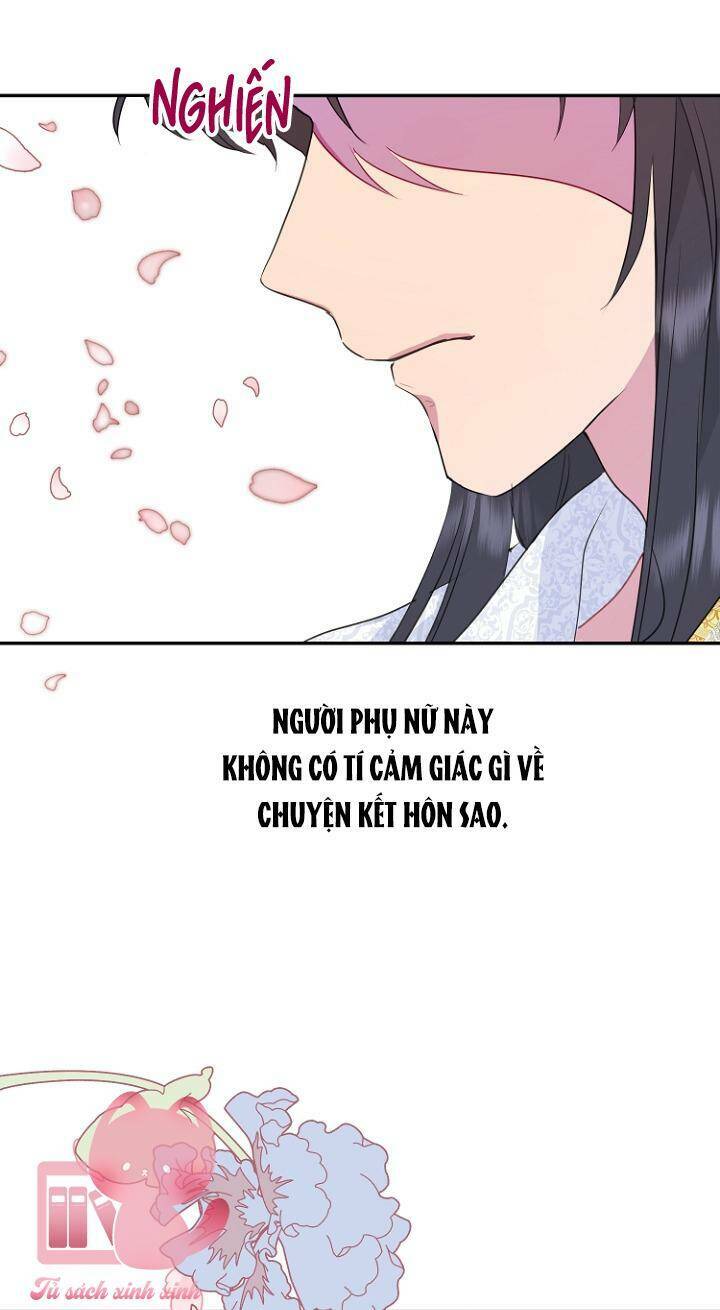 NGHIẾN
NGƯỜI PHỤ NỮ NÀY
KHÔNG CÓ TÍ CẢM GIÁC GÌ VỀ
CHUYỆN KẾT HÔN SAO.
Tủ sách xinh xinh